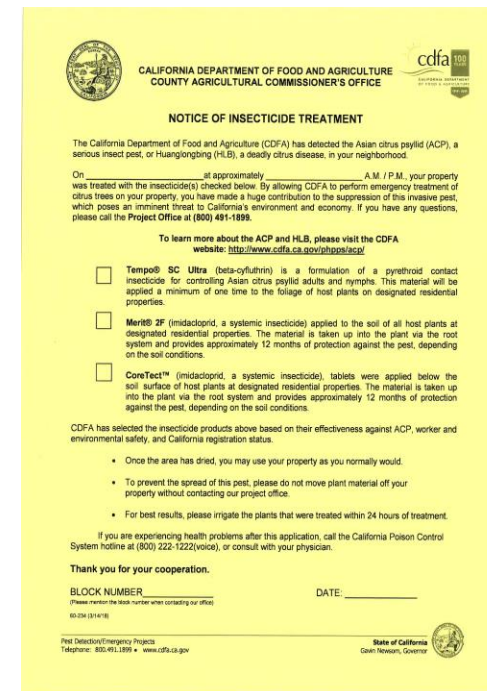 cdfa 100
CALIFORNIA DEPARTMENT OF FOOD AND AGRICULTURE
COUNTY AGRICULTURAL COMMISSIONER'S OFFICE
NOTICE OF INSECTICIDE TREATMENT
The California Department of Food and Agriculture (CDFA) has detected the Asian citrus psyllid (ACP), a
serious insect pest, or Huanglongbing (HLB), a deadly citrus disease, in your neighborhood.
On ____________________ at approximately ____________________ A.M. / P.M., your property
was treated with the insecticide(s) checked below. By allowing CDFA to perform emergency treatment of
citrus trees on your property, you have made a huge contribution to the suppression of this invasive pest,
which poses an imminent threat to California's environment and economy. If you have any questions,
please call the Project Office at (800) 491-1899.
To learn more about the ACP and HLB, please visit the CDFA
website: http://www.cdfa.ca.gov/phpps/acp/
Tempo® SC Ultra (beta-cyfluthrin) is a formulation of a pyrethroid contact
insecticide for controlling Asian citrus psyllid adults and nymphs. This material will be
applied a minimum of one time to the foliage of host plants on designated residential
properties.
Merit® 2F (imidacloprid, a systemic insecticide) applied to the soil of all host plants at
designated residential properties. The material is taken up into the plant via the root
system and provides approximately 12 months of protection against the pest, depending
on the soil conditions.
CoreTect™ (imidacloprid, a systemic insecticide), tablets were applied below the
soil surface of host plants at designated residential properties. The material is taken up
into the plant via the root system and provides approximately 12 months of protection
against the pest, depending on the soil conditions.
CDFA has selected the insecticide products above based on their effectiveness against ACP, worker and
environmental safety, and California registration status.
• Once the area has dried, you may use your property as you normally would.
• To prevent the spread of this pest, please do not move plant material off your
property without contacting our project office.
• For best results, please irrigate the plants that were treated within 24 hours of treatment.
If you are experiencing health problems after this application, call the California Poison Control
System hotline at (800) 222-1222(voice), or consult with your physician.
Thank you for your cooperation.
BLOCK NUMBER____________ DATE: ____________
(Please mention the block number when contacting our office)
60-234 (3/14/18)
Pest Detection/Emergency Projects
Telephone: 800.491.1899 • www.cdfa.ca.gov
State of California
Gavin Newsom, Governor